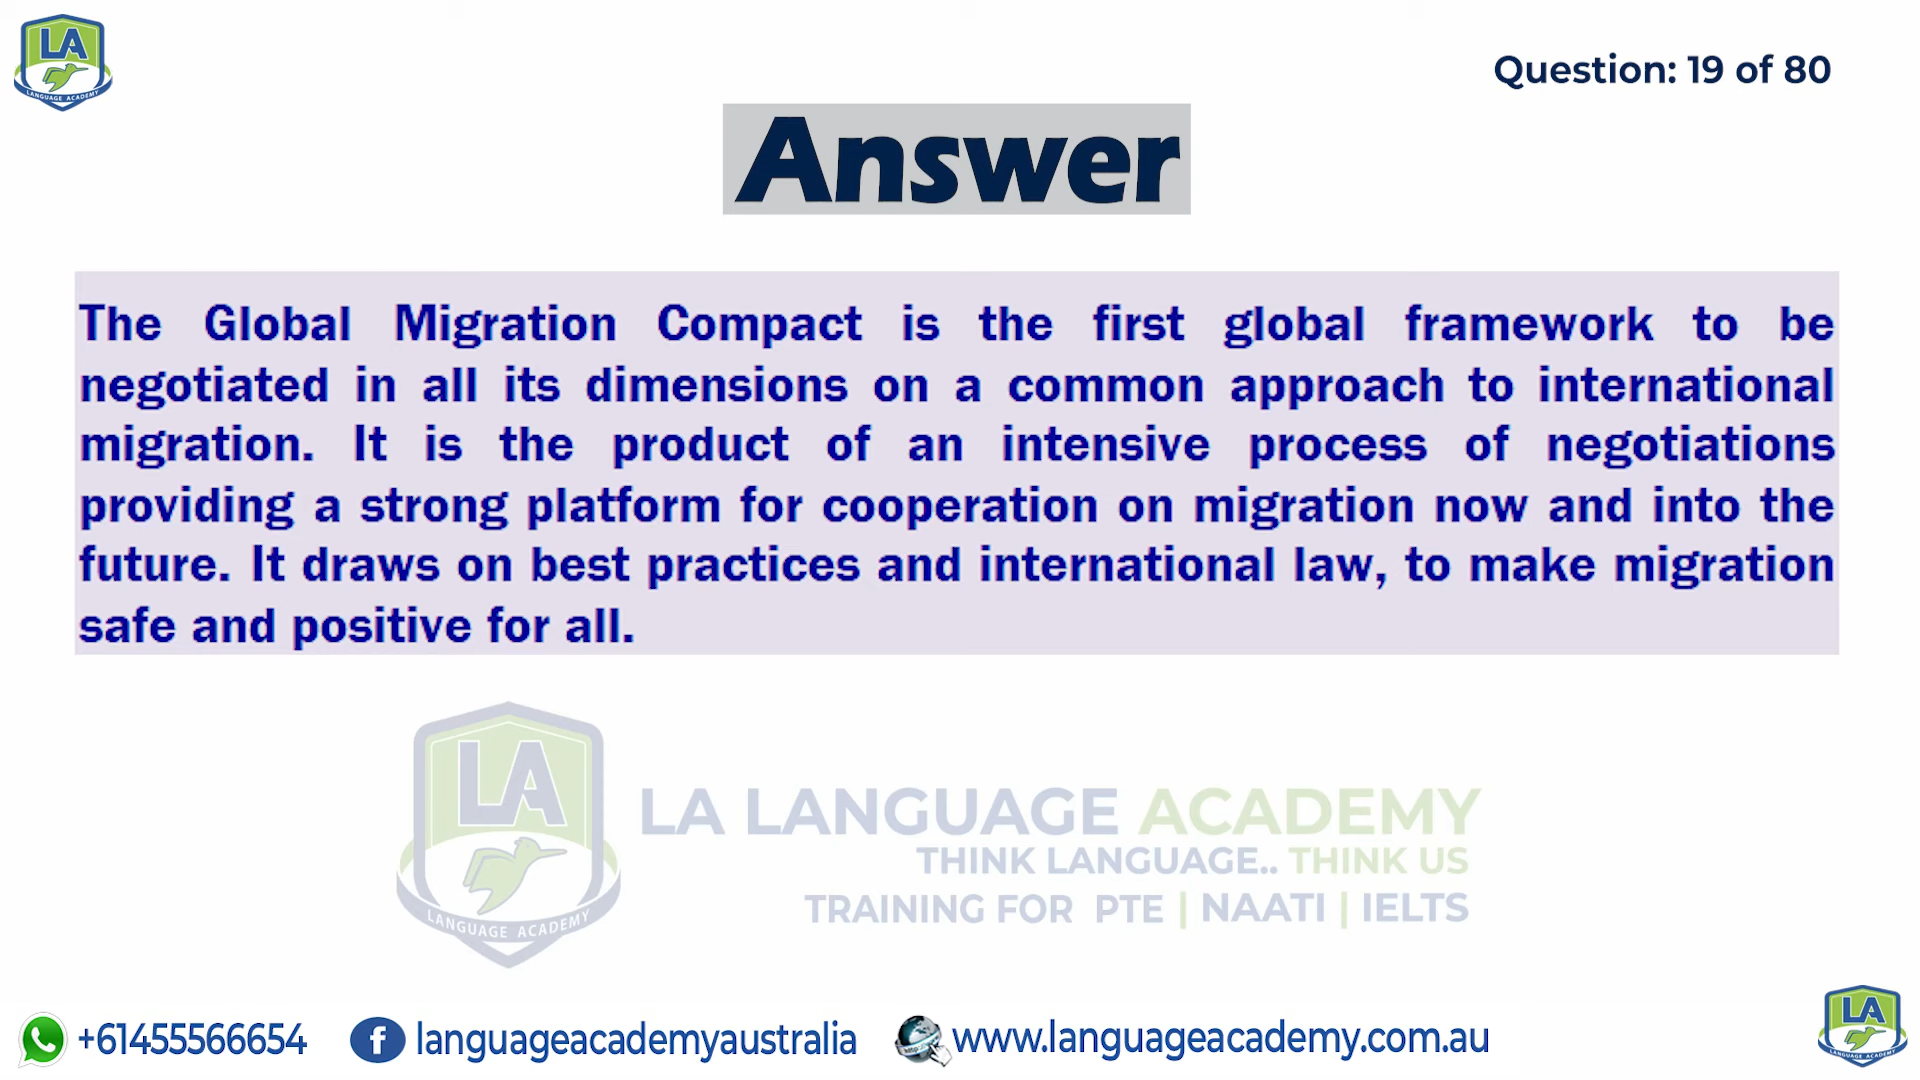 LA
LANGUAGE ACADEMY
Question: 19 of 80
Answer
The Global Migration Compact is the first global framework to be
negotiated in all its dimensions on a common approach to international
migration. It is the product of an intensive process of negotiations
providing a strong platform for cooperation on migration now and into the
future. It draws on best practices and international law, to make migration
safe and positive for all.
LA
LANGUAGE ACADEMY
LA LANGUAGE ACADEMY
THINK LANGUAGE.. THINK US
TRAINING FOR PTE | NAATI | IELTS
+61455566654
languageacademyaustralia
www.languageacademy.com.au
LA
LANGUAGE ACADEMY